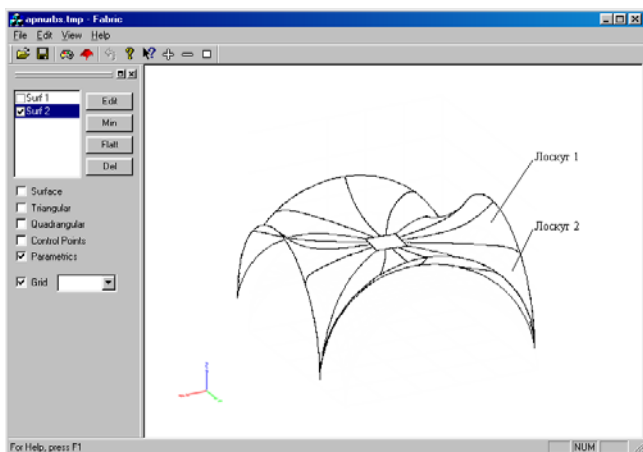 apnurbs.tmp - Fabric
File Edit View Help
Surf 1
Surf 2
Edit
Min
Flatt
Del
Surface
Triangular
Quadrangular
Control Points
Parametrics
Grid
Лоскут 1
Лоскут 2
For Help, press F1
NUM